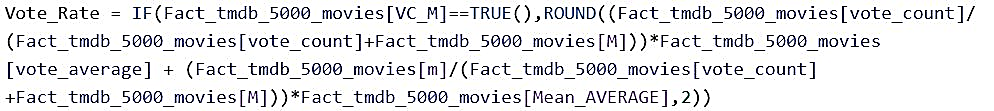 Vote_Rate = IF(Fact_tmdb_5000_movies[VC_M]==TRUE(),ROUND((Fact_tmdb_5000_movies[vote_count]/
(Fact_tmdb_5000_movies[vote_count]+Fact_tmdb_5000_movies[M]))*Fact_tmdb_5000_movies
[vote_average] + (Fact_tmdb_5000_movies[m]/(Fact_tmdb_5000_movies[vote_count]
+Fact_tmdb_5000_movies[M]))*Fact_tmdb_5000_movies[Mean_AVERAGE],2))